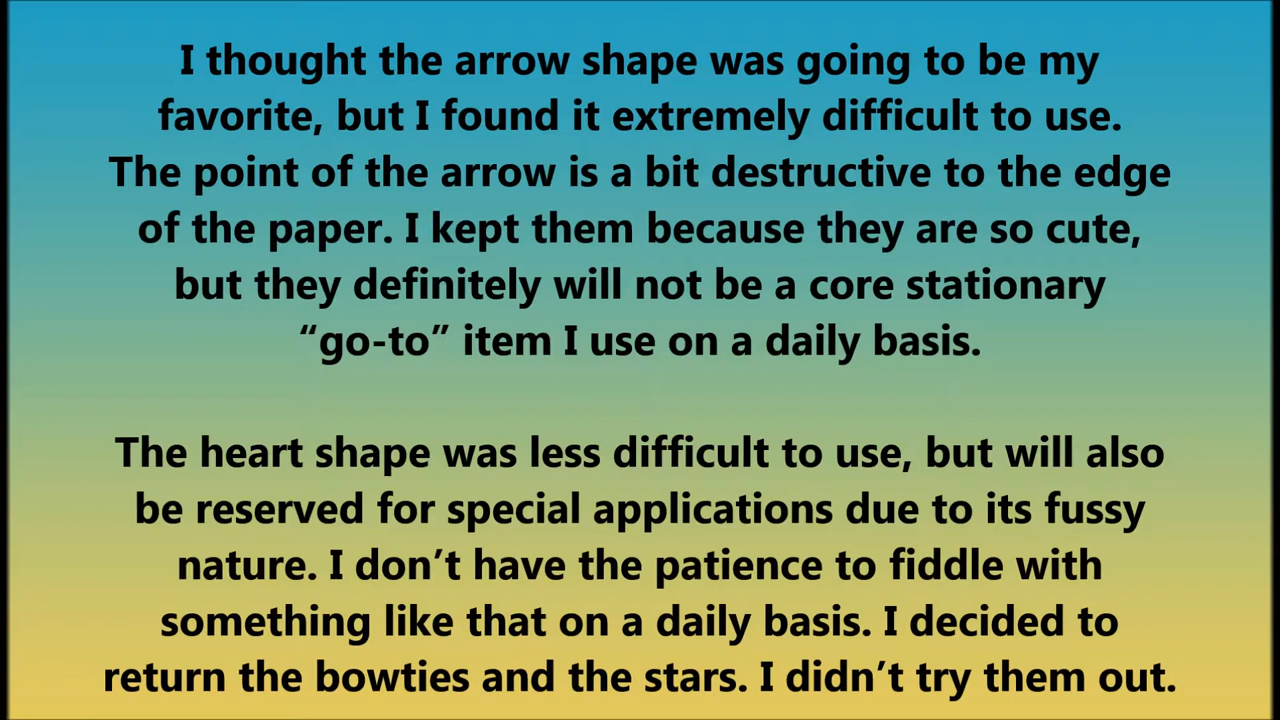 I thought the arrow shape was going to be my
favorite, but I found it extremely difficult to use.
The point of the arrow is a bit destructive to the edge
of the paper. I kept them because they are so cute,
but they definitely will not be a core stationary
“go-to” item I use on a daily basis.
The heart shape was less difficult to use, but will also
be reserved for special applications due to its fussy
nature. I don’t have the patience to fiddle with
something like that on a daily basis. I decided to
return the bowties and the stars. I didn’t try them out.